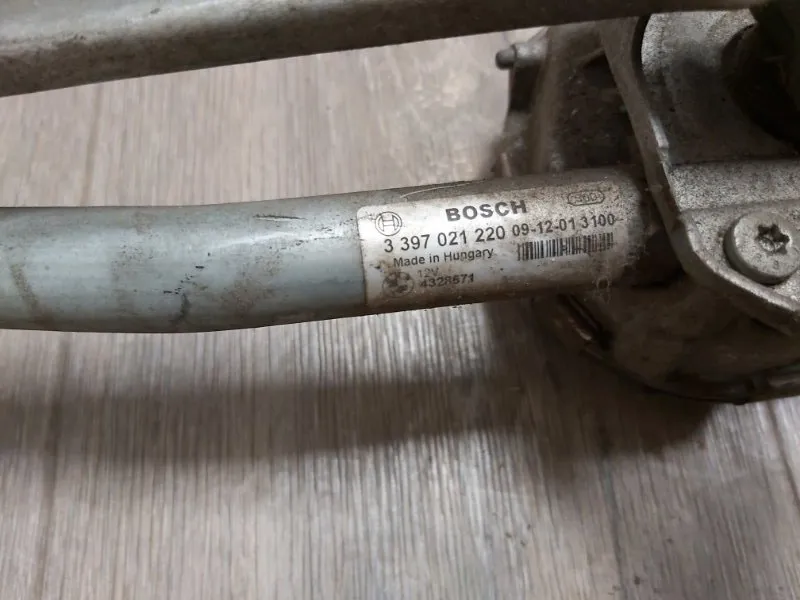 BOSCH
3 397 021 220 09-12-01 3100
Made in Hungary
12V
4328671